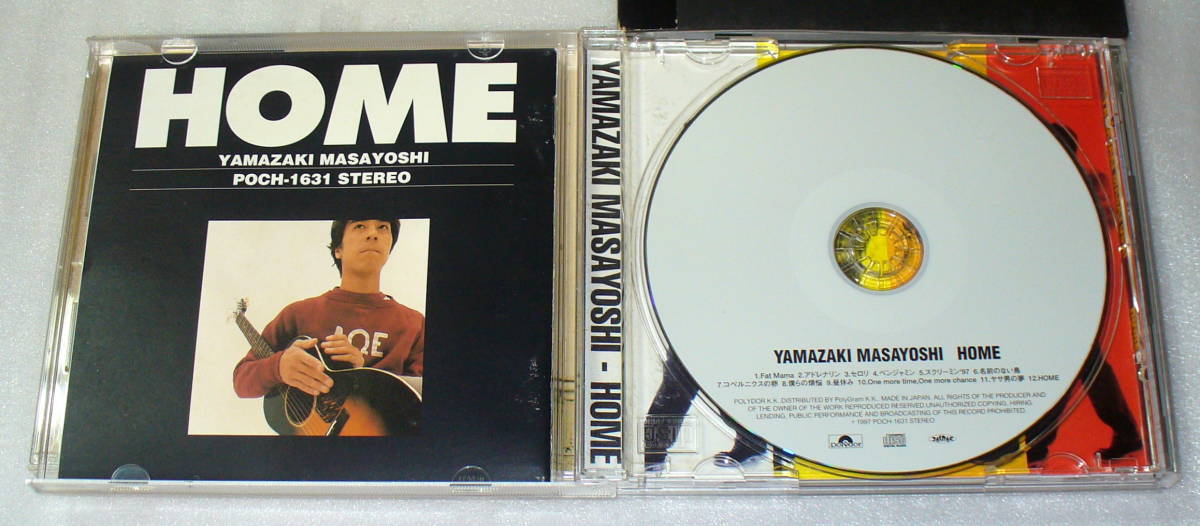 HOME
YAMAZAKI MASAYOSHI
POCH-1631 STEREO
AOE
YAMAZAKI MASAYOSHI - HOME
YAMAZAKI MASAYOSHI HOME
1.Fat Mama 2.アドレナリン 3.セロリ 4.ベンジャミン 5.スクリーミン'97 6.名前のない鳥
7.コペルニクスの卵 8.僕らの煩悩 9.昼休み 10.One more time,One more chance 11.ヤサ男の夢 12.HOME
POLYDOR K.K.,DISTRIBUTED BY PolyGram K.K., MADE IN JAPAN. ALL RIGHTS OF THE PRODUCER AND
OF THE OWNER OF THE WORK REPRODUCED RESERVED.UNAUTHORIZED COPYING, HIRING,
LENDING, PUBLIC PERFORMANCE AND BROADCASTING OF THIS RECORD PROHIBITED.
℗ 1997 POCH-1631 STEREO
polydor